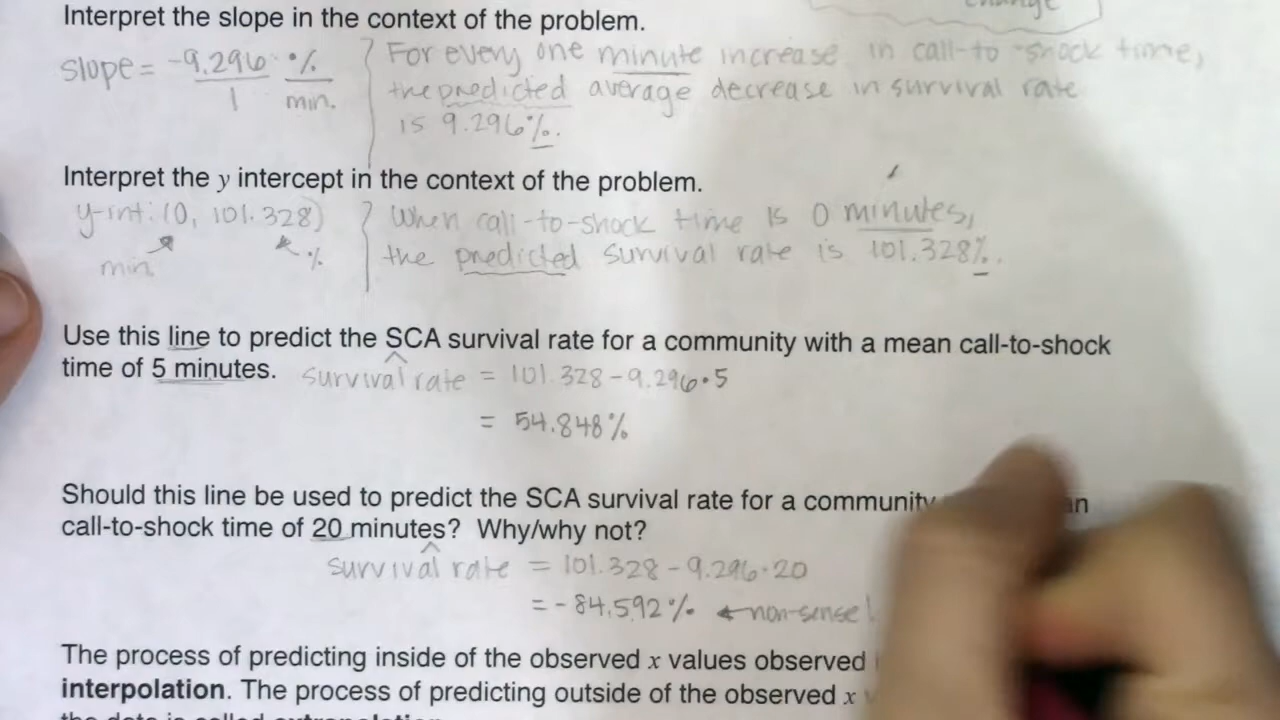 change
Interpret the slope in the context of the problem.
slope = -9.296 % / 1 min.
For every one minute increase in call-to-shock time,
the predicted average decrease in survival rate
is 9.296%.
Interpret the y intercept in the context of the problem.
y-int: (0, 101.328)
min %
When call-to-shock time is 0 minutes,
the predicted survival rate is 101.328%.
Use this line to predict the SCA survival rate for a community with a mean call-to-shock
time of 5 minutes. survival rate = 101.328 - 9.296 • 5
= 54.848%
Should this line be used to predict the SCA survival rate for a community an
call-to-shock time of 20 minutes? Why/why not?
survival rate = 101.328 - 9.296 • 20
= -84.592% ← non-sense!
The process of predicting inside of the observed x values observed
interpolation. The process of predicting outside of the observed x
the data is called extrapolation.